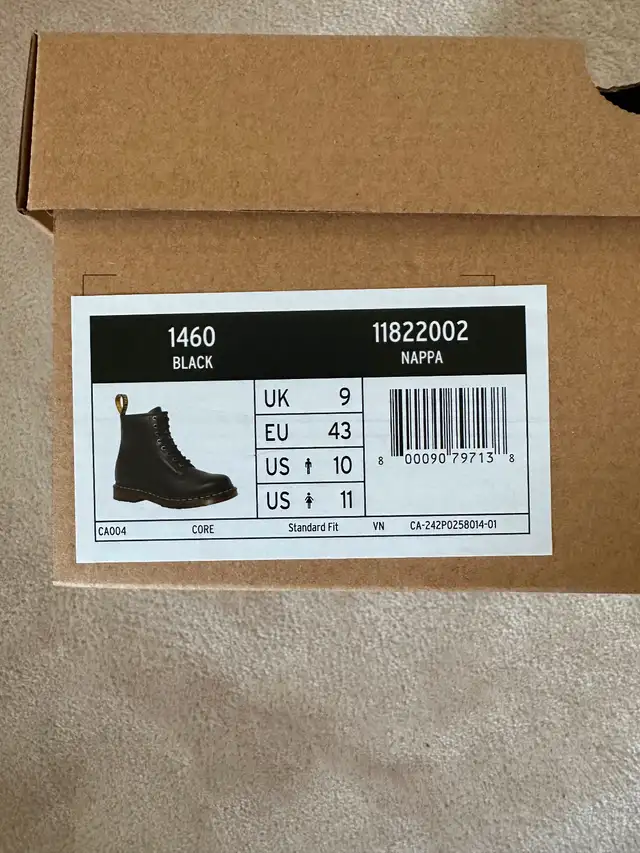 1460
BLACK
11822002
NAPPA
UK 9
EU 43
US 10
US 11
8 00090 79713 8
CA004 CORE Standard Fit VN CA-242P0258014-01